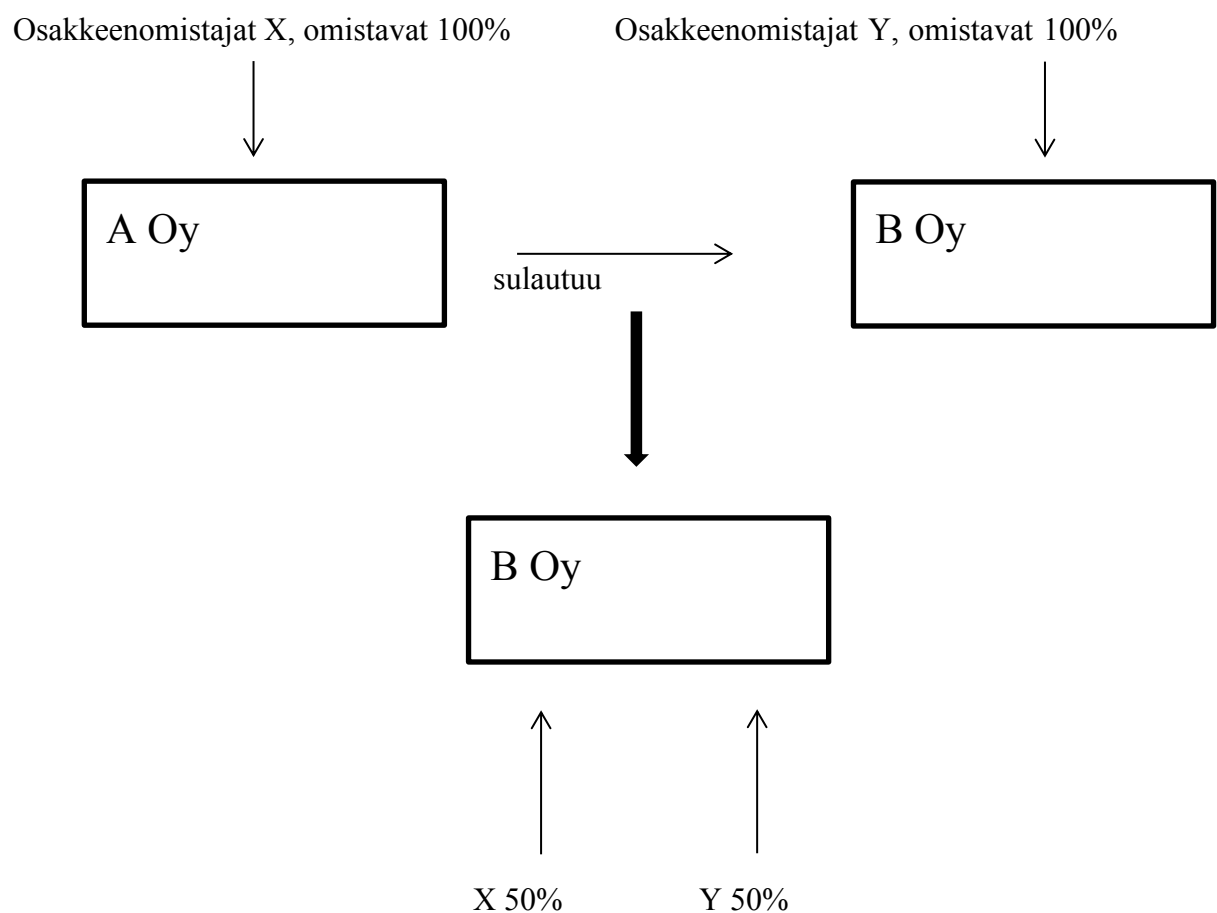 Osakkeenomistajat X, omistavat 100%
Osakkeenomistajat Y, omistavat 100%
A Oy
B Oy
sulautuu
B Oy
X 50%
Y 50%